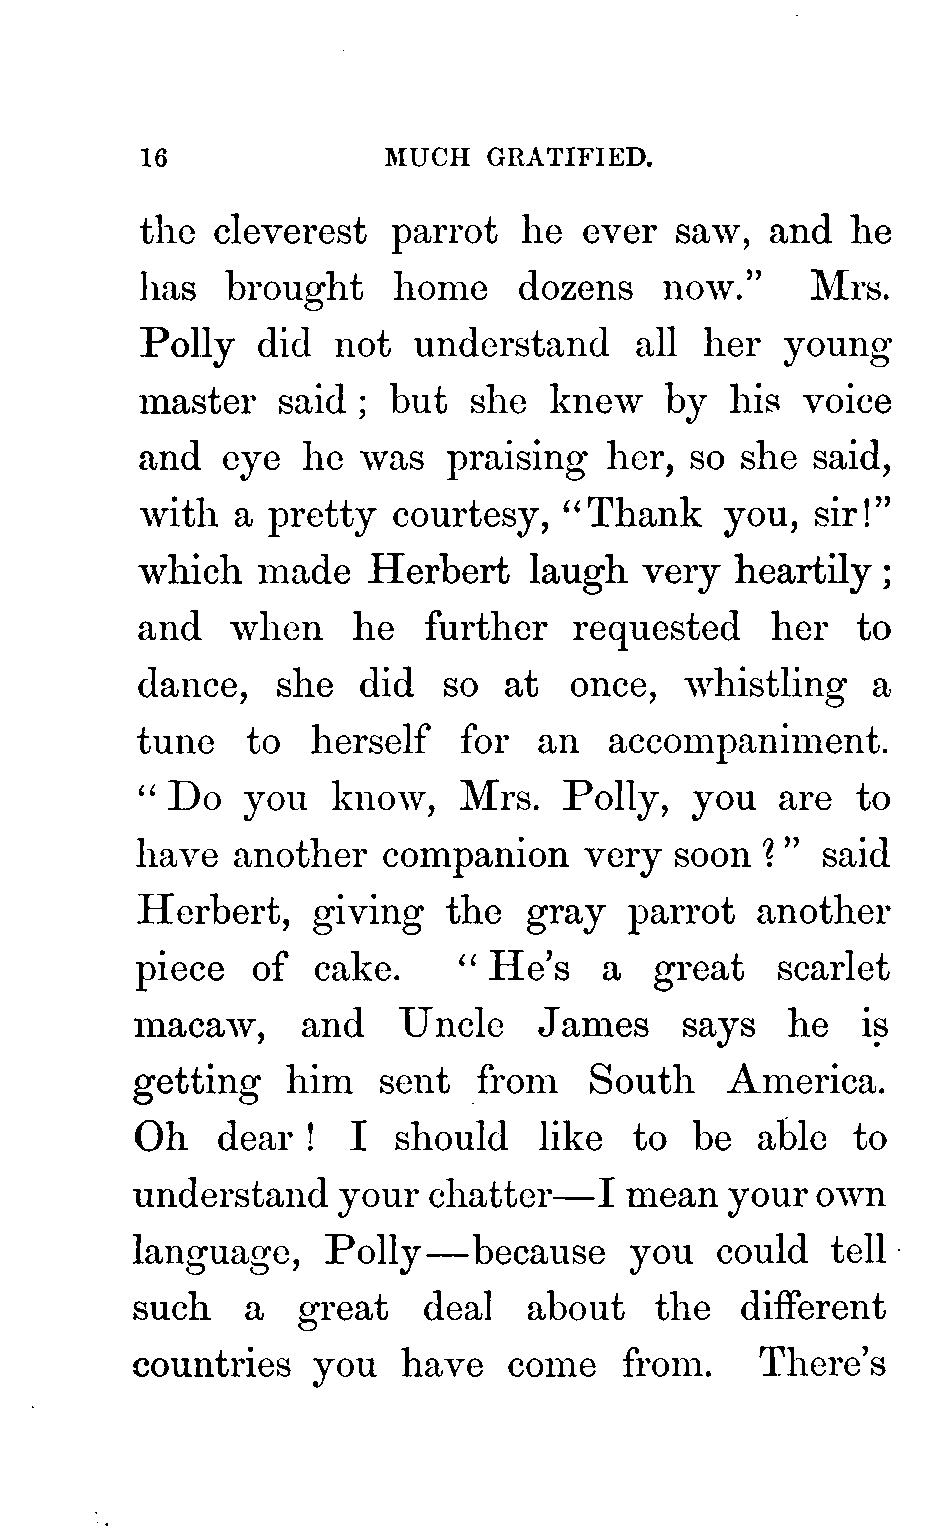 16 MUCH GRATIFIED.
the cleverest parrot he ever saw, and he
has brought home dozens now.” Mrs.
Polly did not understand all her young
master said ; but she knew by his voice
and eye he was praising her, so she said,
with a pretty courtesy, “Thank you, sir!”
which made Herbert laugh very heartily ;
and when he further requested her to
dance, she did so at once, whistling a
tune to herself for an accompaniment.
“ Do you know, Mrs. Polly, you are to
have another companion very soon ? ” said
Herbert, giving the gray parrot another
piece of cake. “ He’s a great scarlet
macaw, and Uncle James says he is
getting him sent from South America.
Oh dear ! I should like to be able to
understand your chatter—I mean your own
language, Polly—because you could tell
such a great deal about the different
countries you have come from. There’s